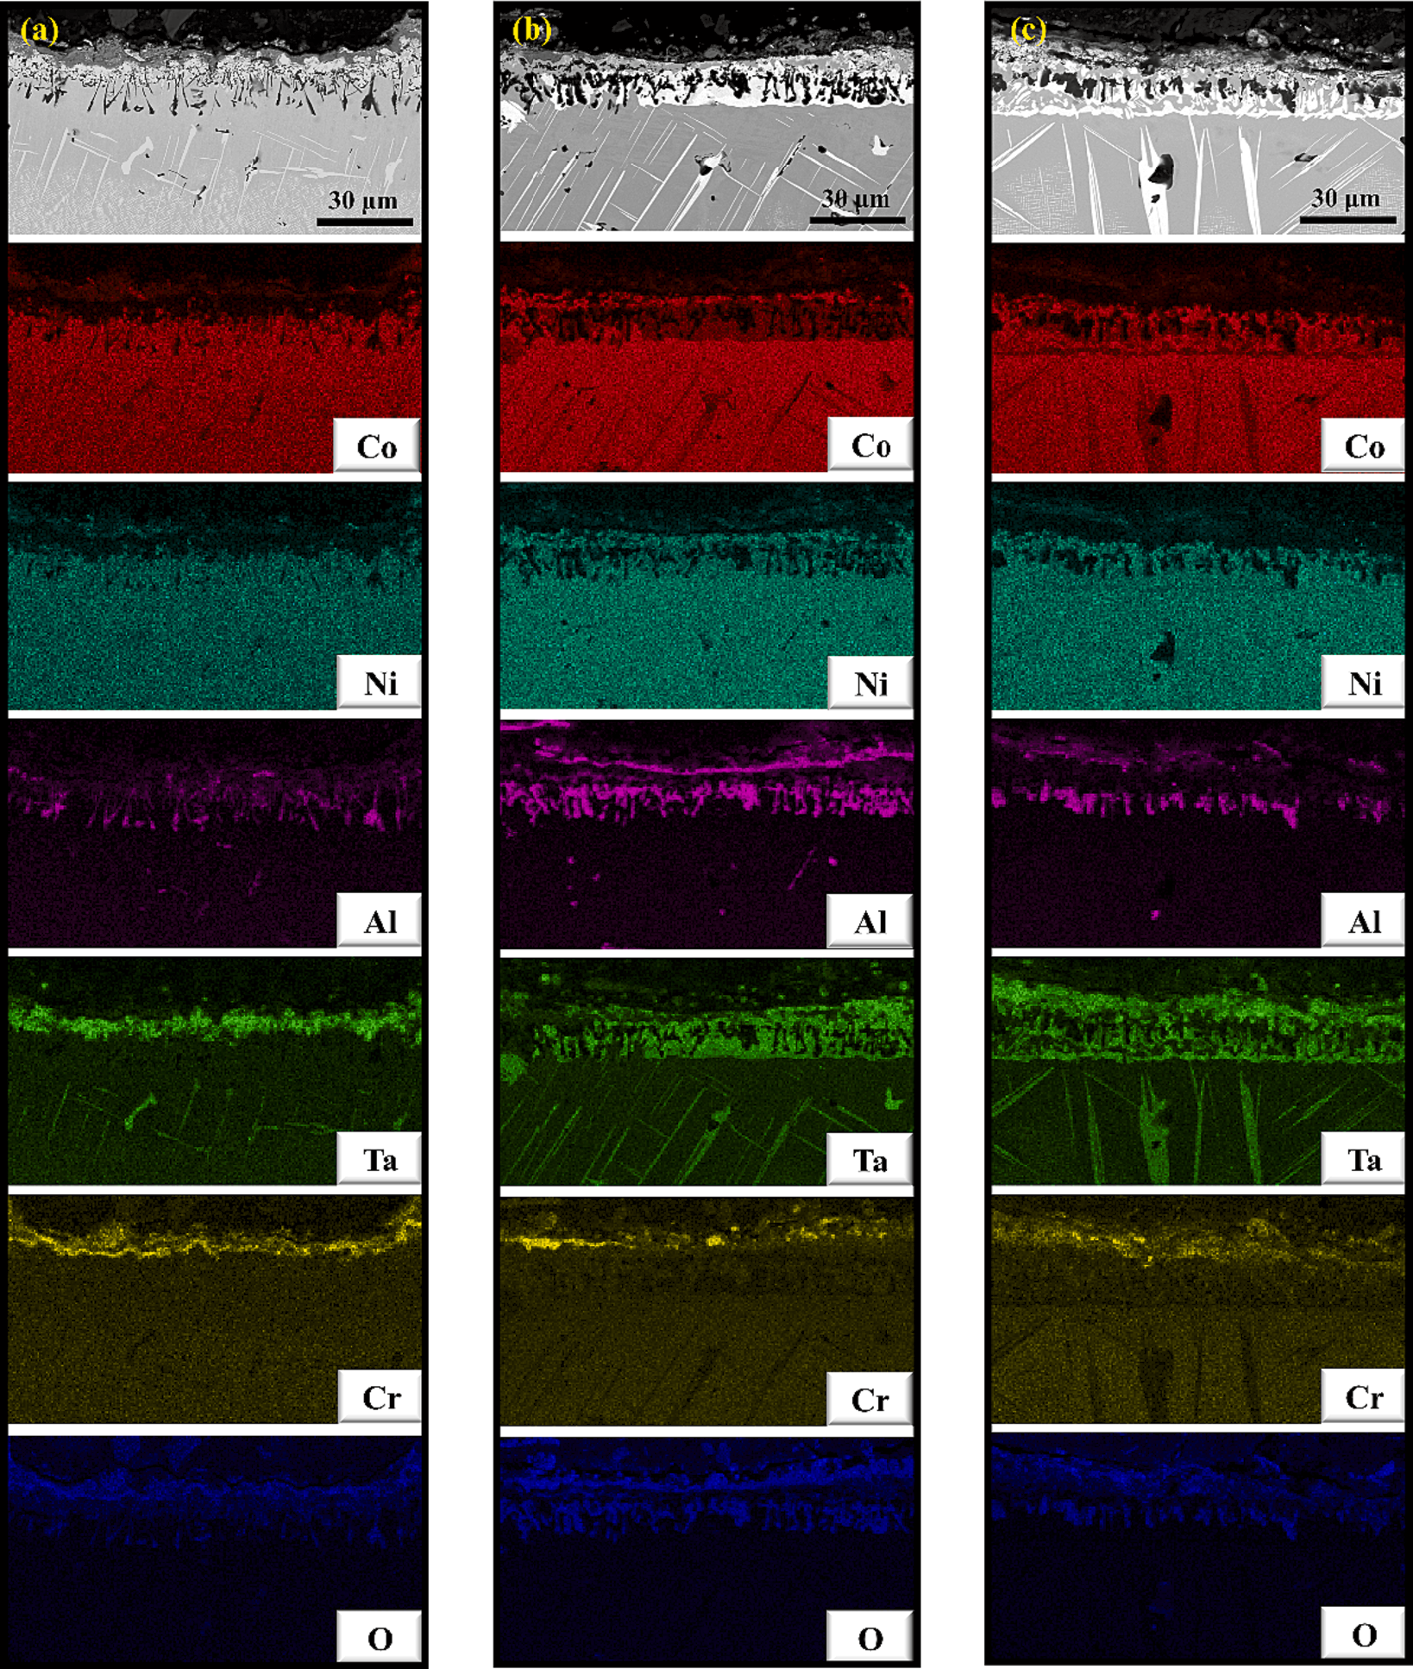 (a) (b) (c)
30 μm 30 μm 30 μm
Co Co Co
Ni Ni Ni
Al Al Al
Ta Ta Ta
Cr Cr Cr
O O O